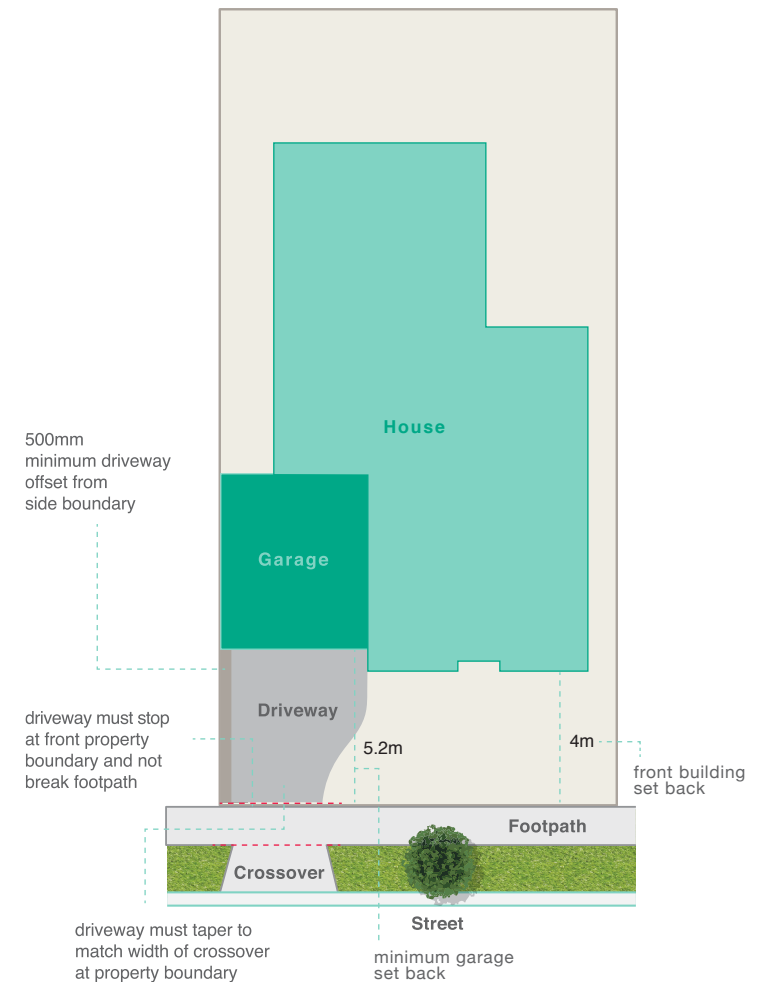 House
500mm
minimum driveway
offset from
side boundary
Garage
Driveway
driveway must stop
at front property
boundary and not
break footpath
5.2m
4m
front building
set back
Footpath
Crossover
Street
driveway must taper to
match width of crossover
at property boundary
minimum garage
set back